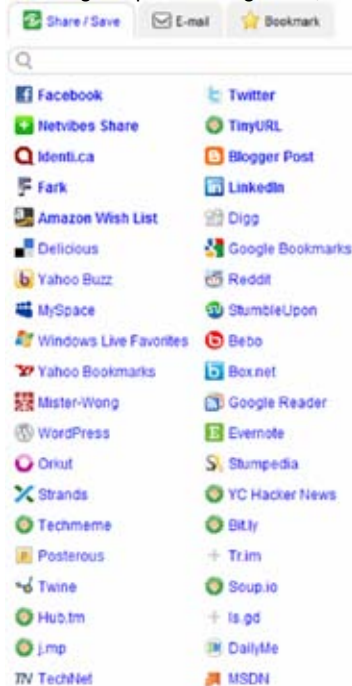 Share / Save E-mail Bookmark
Facebook Twitter
Netvibes Share TinyURL
Identi.ca Blogger Post
Fark LinkedIn
Amazon Wish List Digg
Delicious Google Bookmarks
Yahoo Buzz Reddit
MySpace StumbleUpon
Windows Live Favorites Bebo
Yahoo Bookmarks Box.net
Mister-Wong Google Reader
WordPress Evernote
Orkut Stumpedia
Strands YC Hacker News
Techmeme Bit.ly
Posterous Tr.im
Twine Soup.io
Hub.tm Is.gd
j.mp DailyMe
TechNet MSDN